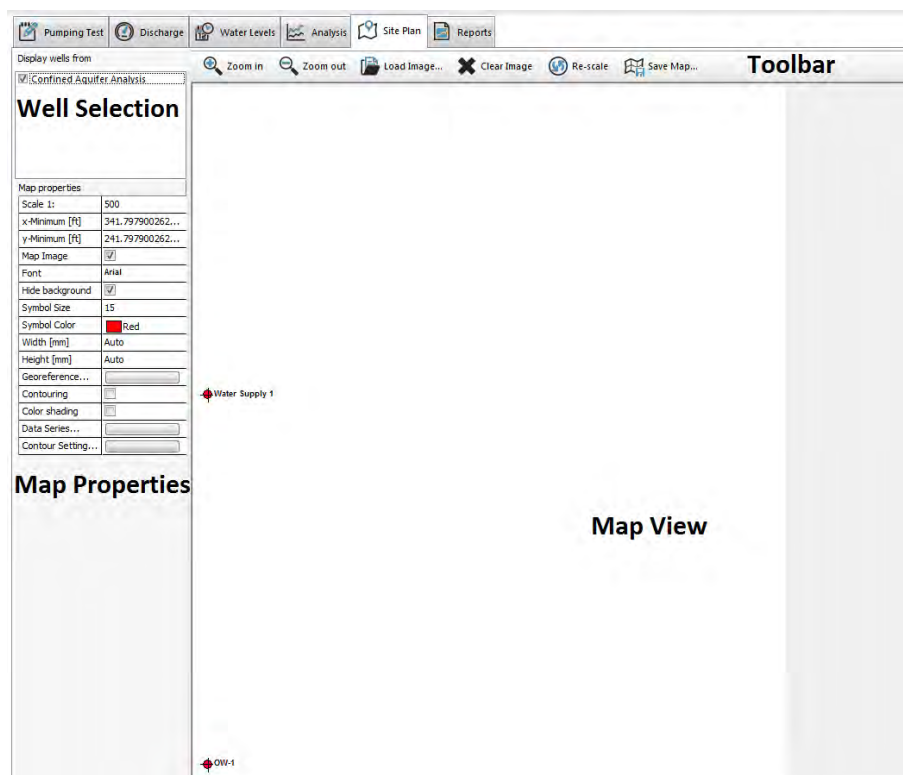 Pumping Test Discharge Water Levels Analysis Site Plan Reports
Display wells from
Zoom in Zoom out Load Image... Clear Image Re-scale Save Map... Toolbar
Confined Aquifer Analysis
Well Selection
Map properties
Scale 1: 500
x-Minimum [ft] 341.797900262...
y-Minimum [ft] 241.797900262...
Map Image
Font Arial
Hide background
Symbol Size 15
Symbol Color Red
Width [mm] Auto
Height [mm] Auto
Georeference...
Contouring
Water Supply 1
Color shading
Data Series...
Contour Setting...
Map Properties
Map View
OW-1